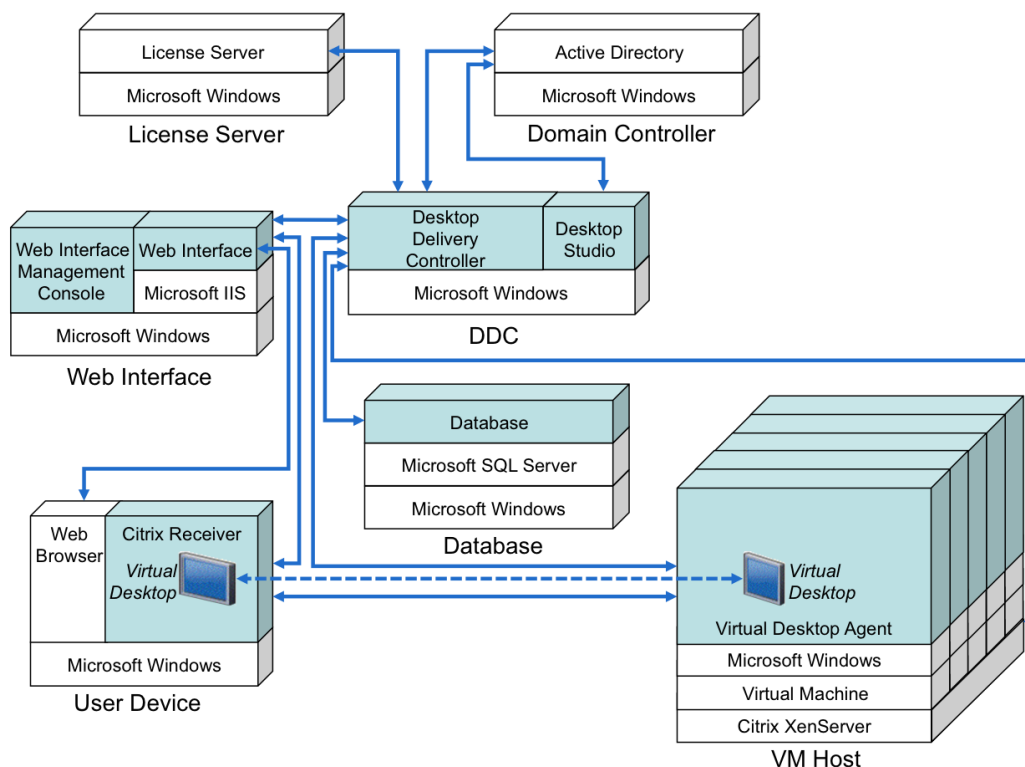 License Server
Microsoft Windows
License Server
Active Directory
Microsoft Windows
Domain Controller
Web Interface
Management
Console
Web Interface
Microsoft IIS
Microsoft Windows
Web Interface
Desktop
Delivery
Controller
Desktop
Studio
Microsoft Windows
DDC
Database
Microsoft SQL Server
Microsoft Windows
Database
Web
Browser
Citrix Receiver
Virtual
Desktop
Microsoft Windows
User Device
Virtual
Desktop
Virtual Desktop Agent
Microsoft Windows
Virtual Machine
Citrix XenServer
VM Host